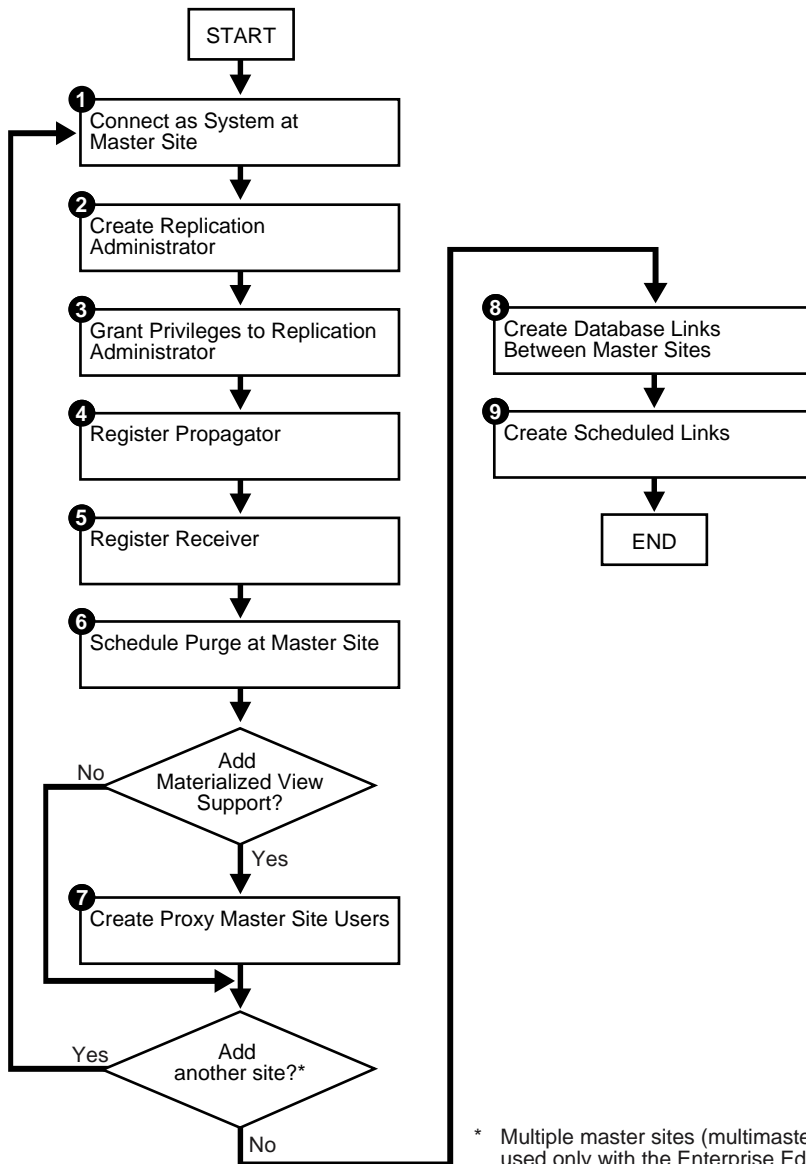 START
1
Connect as System at
Master Site
2
Create Replication
Administrator
3
Grant Privileges to Replication
Administrator
4
Register Propagator
5
Register Receiver
6
Schedule Purge at Master Site
Add
Materialized View
Support?
No
Yes
7
Create Proxy Master Site Users
Add
another site?*
Yes
No
8
Create Database Links
Between Master Sites
9
Create Scheduled Links
END
* Multiple master sites (multimaste
used only with the Enterprise Ed